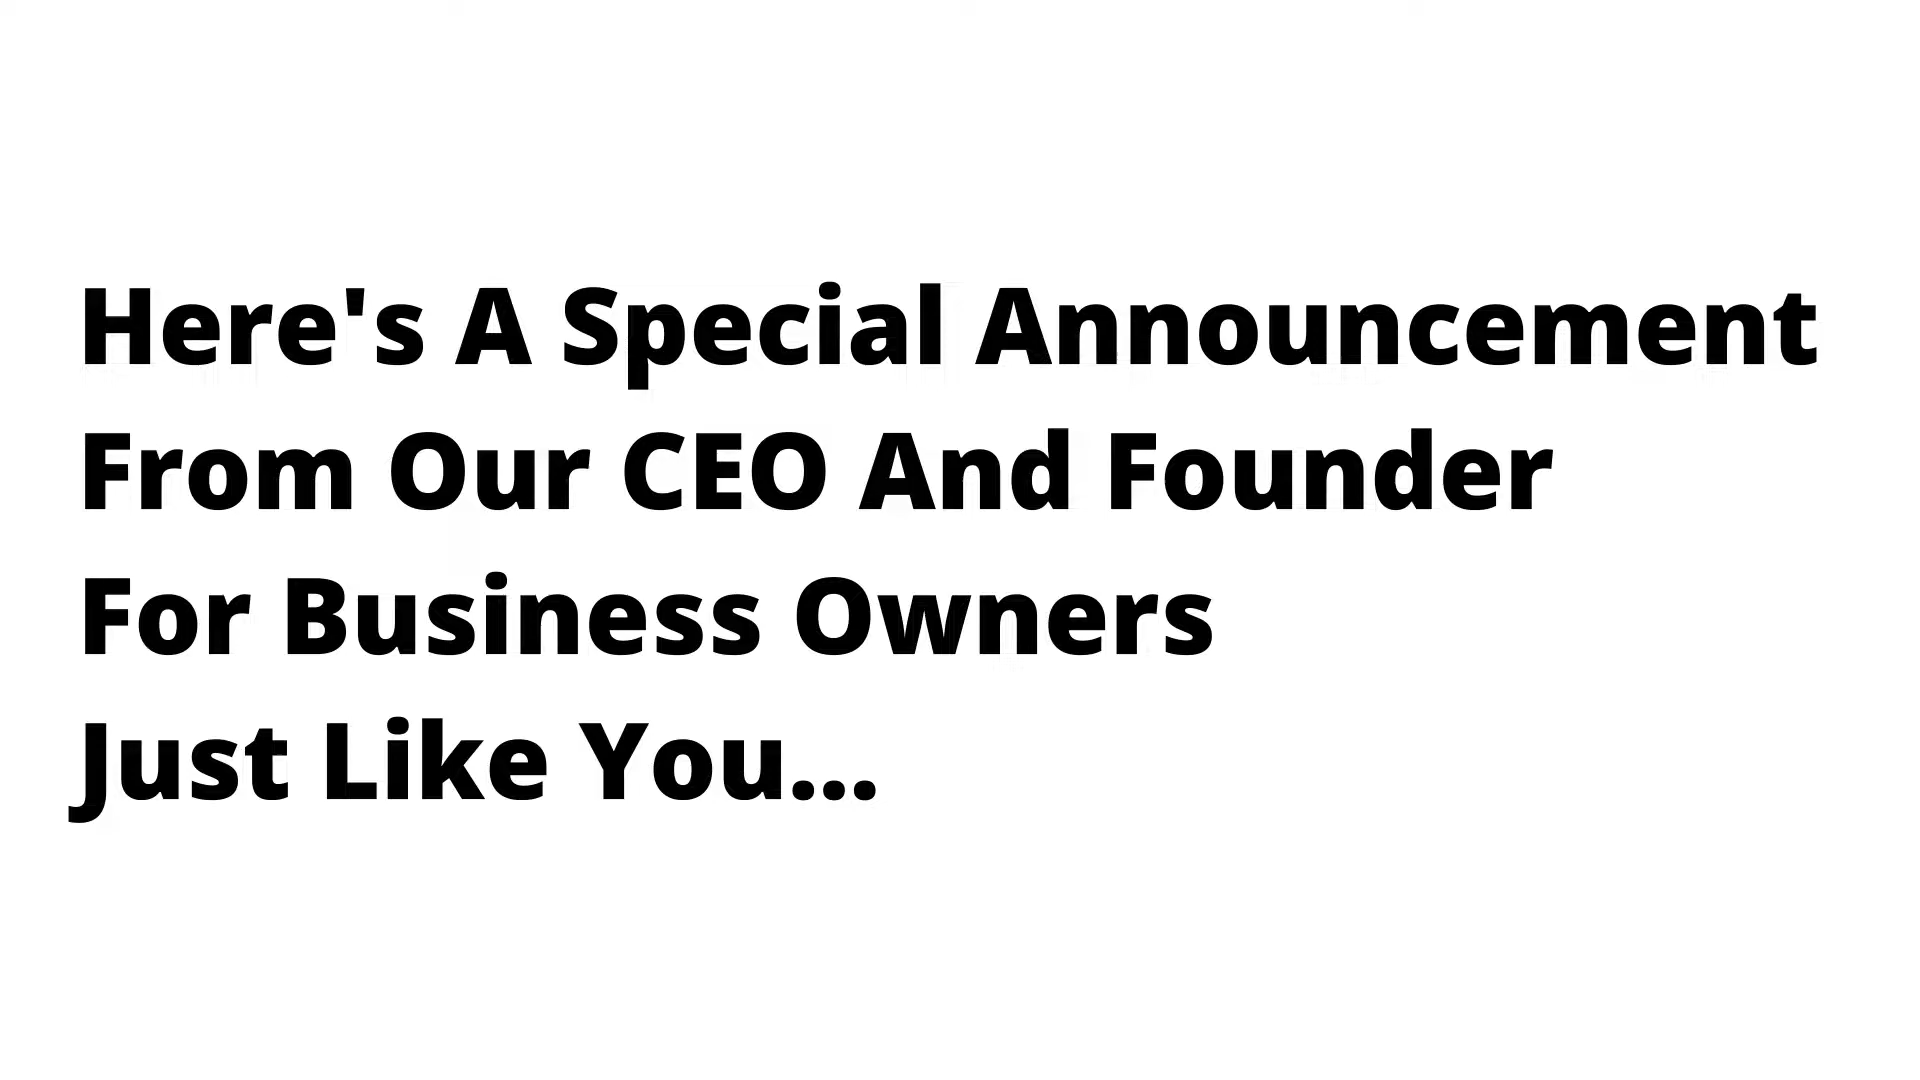 Here's A Special Announcement
From Our CEO And Founder
For Business Owners
Just Like You...